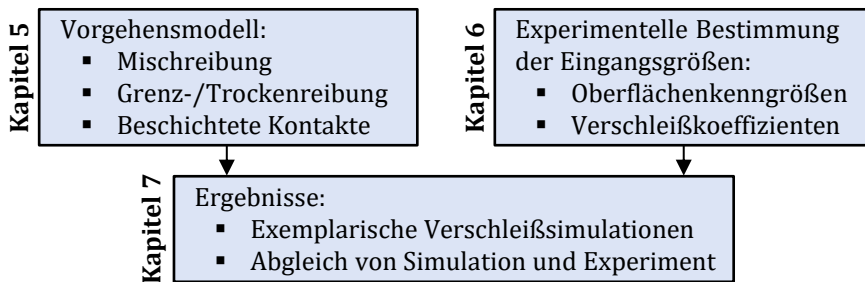 Kapitel 5
Vorgehensmodell:
▪ Mischreibung
▪ Grenz-/Trockenreibung
▪ Beschichtete Kontakte
Kapitel 6
Experimentelle Bestimmung
der Eingangsgrößen:
▪ Oberflächenkenngrößen
▪ Verschleißkoeffizienten
Kapitel 7
Ergebnisse:
▪ Exemplarische Verschleißsimulationen
▪ Abgleich von Simulation und Experiment